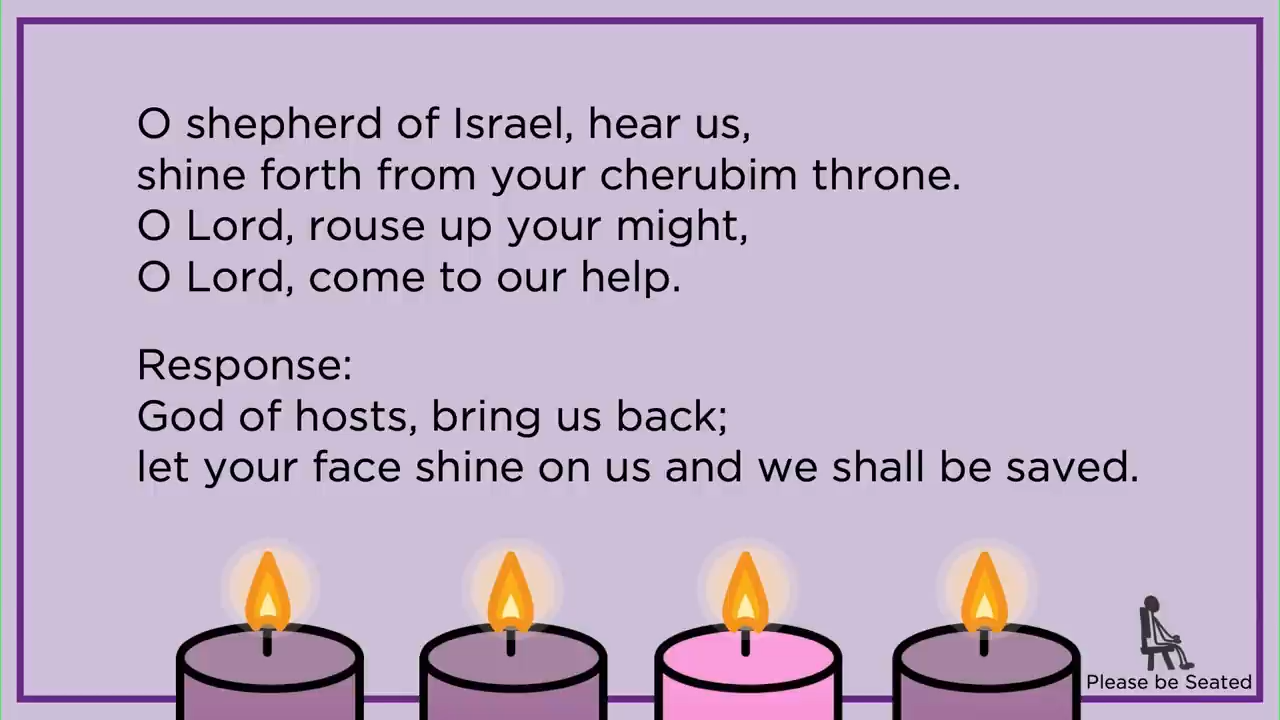 O shepherd of Israel, hear us,
shine forth from your cherubim throne.
O Lord, rouse up your might,
O Lord, come to our help.
Response:
God of hosts, bring us back;
let your face shine on us and we shall be saved.
Please be Seated